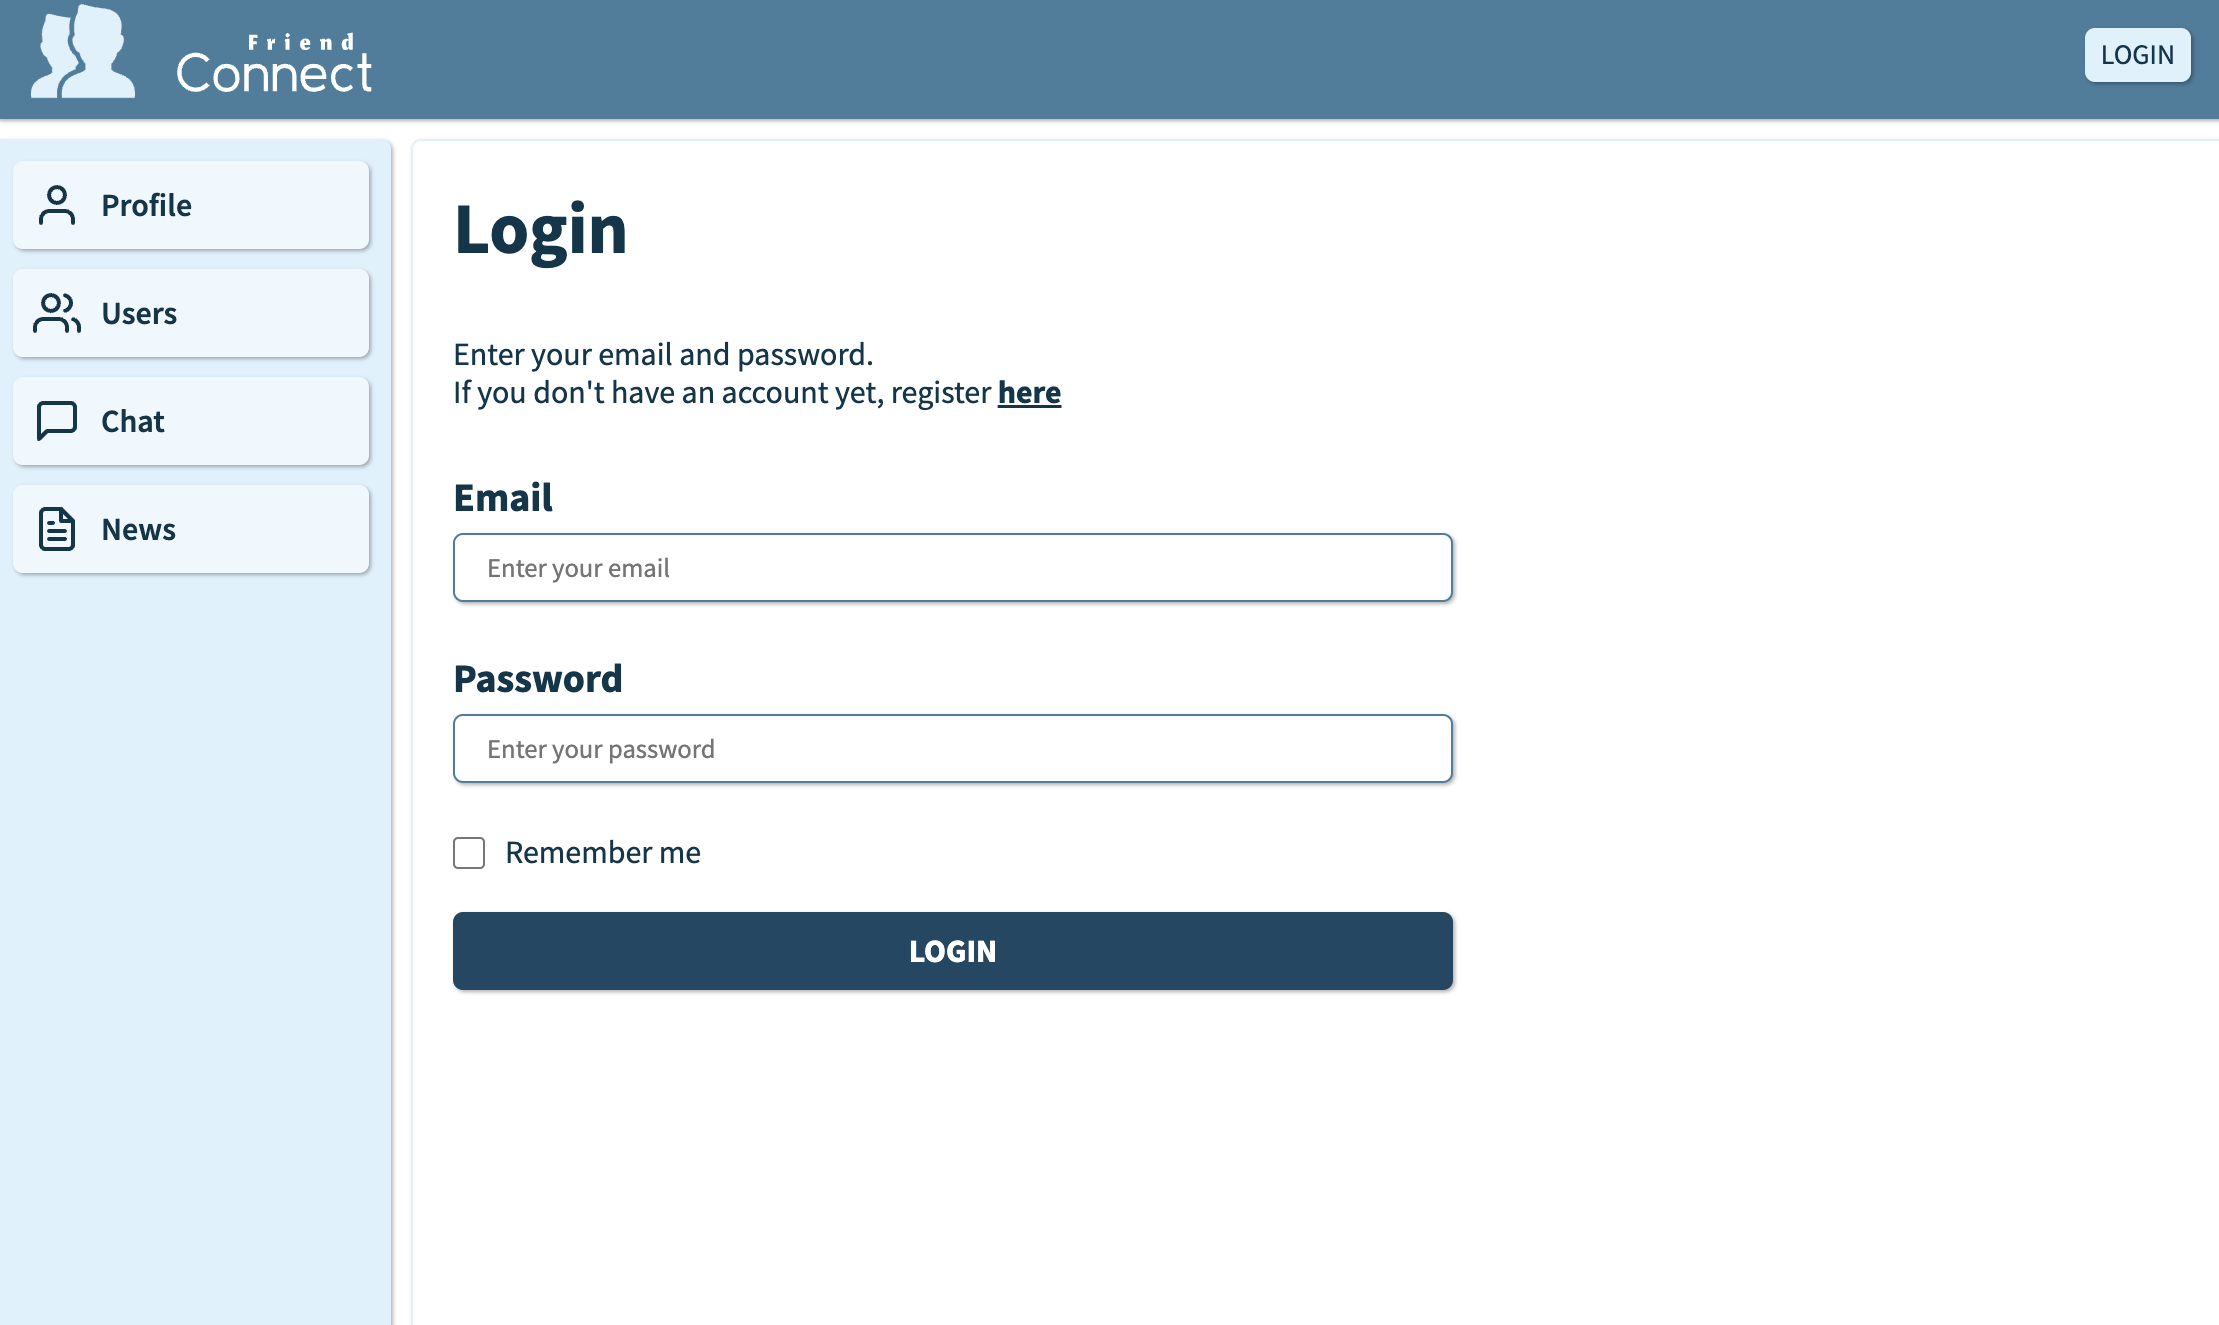 Friend
Connect
LOGIN
Profile
Users
Chat
News
Login
Enter your email and password.
If you don't have an account yet, register here
Email
Enter your email
Password
Enter your password
Remember me
LOGIN